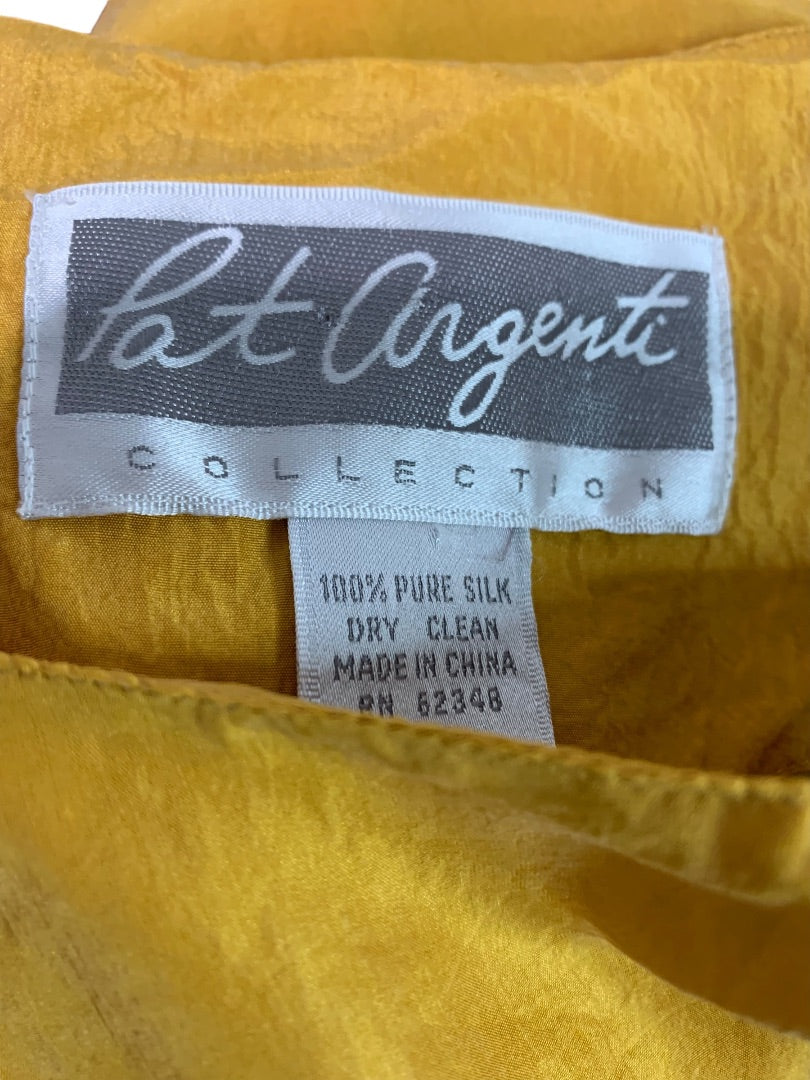 Pat Argenti
COLLECTION
100% PURE SILK
DRY CLEAN
MADE IN CHINA
RN 62348